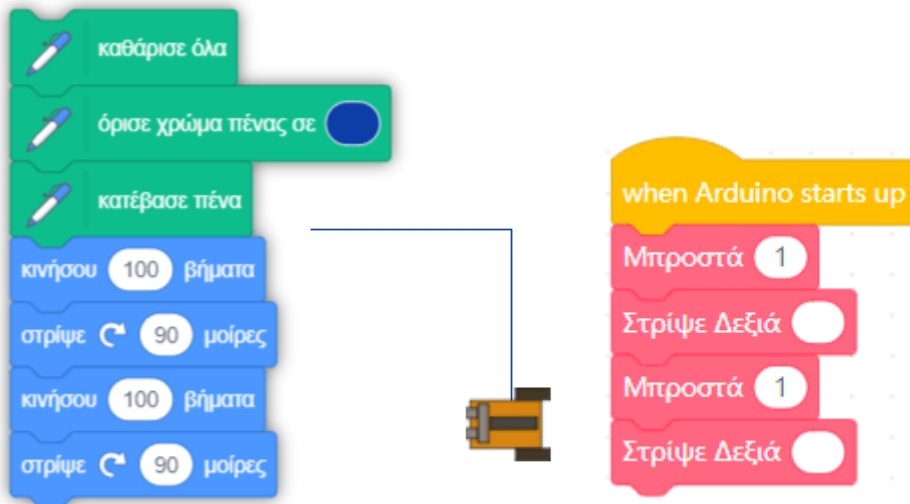 καθάρισε όλα
όρισε χρώμα πένας σε
κατέβασε πένα
κινήσου 100 βήματα
στρίψε 90 μοίρες
κινήσου 100 βήματα
στρίψε 90 μοίρες
when Arduino starts up
Μπροστά 1
Στρίψε Δεξιά
Μπροστά 1
Στρίψε Δεξιά